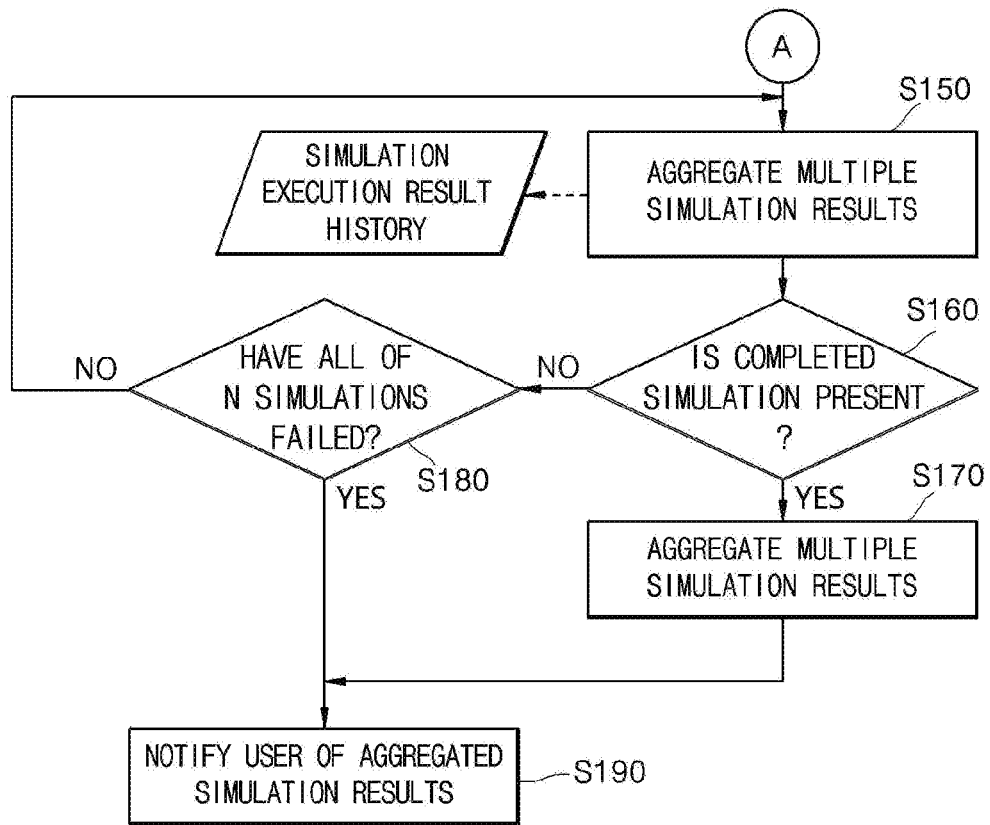 A
S150
SIMULATION
EXECUTION RESULT
HISTORY
AGGREGATE MULTIPLE
SIMULATION RESULTS
S160
HAVE ALL OF
N SIMULATIONS
FAILED?
NO
NO
IS COMPLETED
SIMULATION PRESENT
?
S180
YES
YES
S170
AGGREGATE MULTIPLE
SIMULATION RESULTS
NOTIFY USER OF AGGREGATED
SIMULATION RESULTS
S190